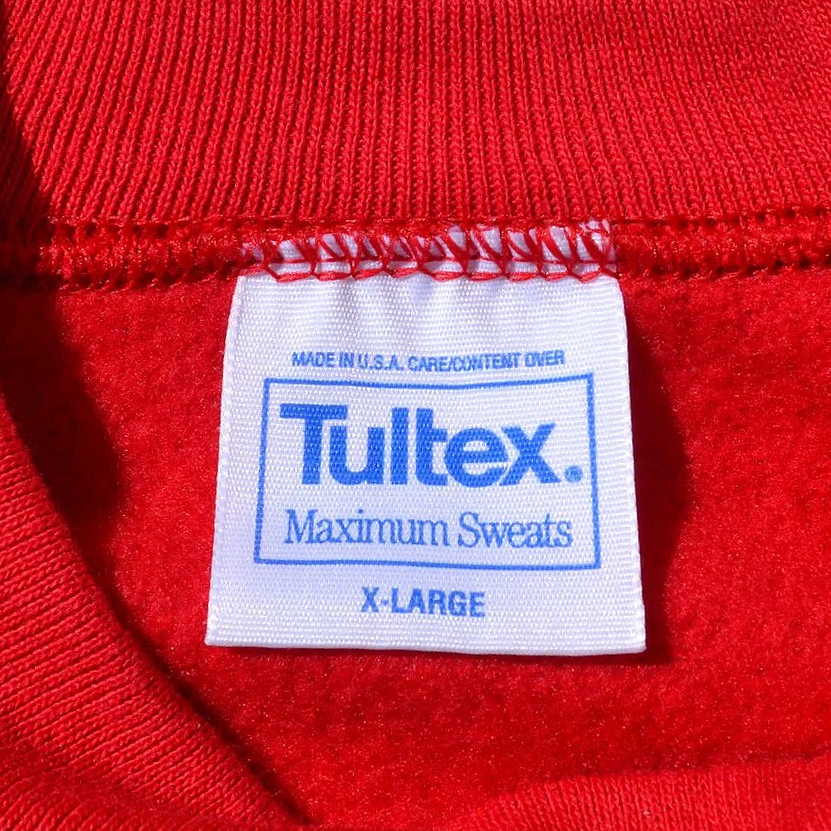 MADE IN U.S.A. CARE/CONTENT OVER
Tultex®
Maximum Sweats
X-LARGE